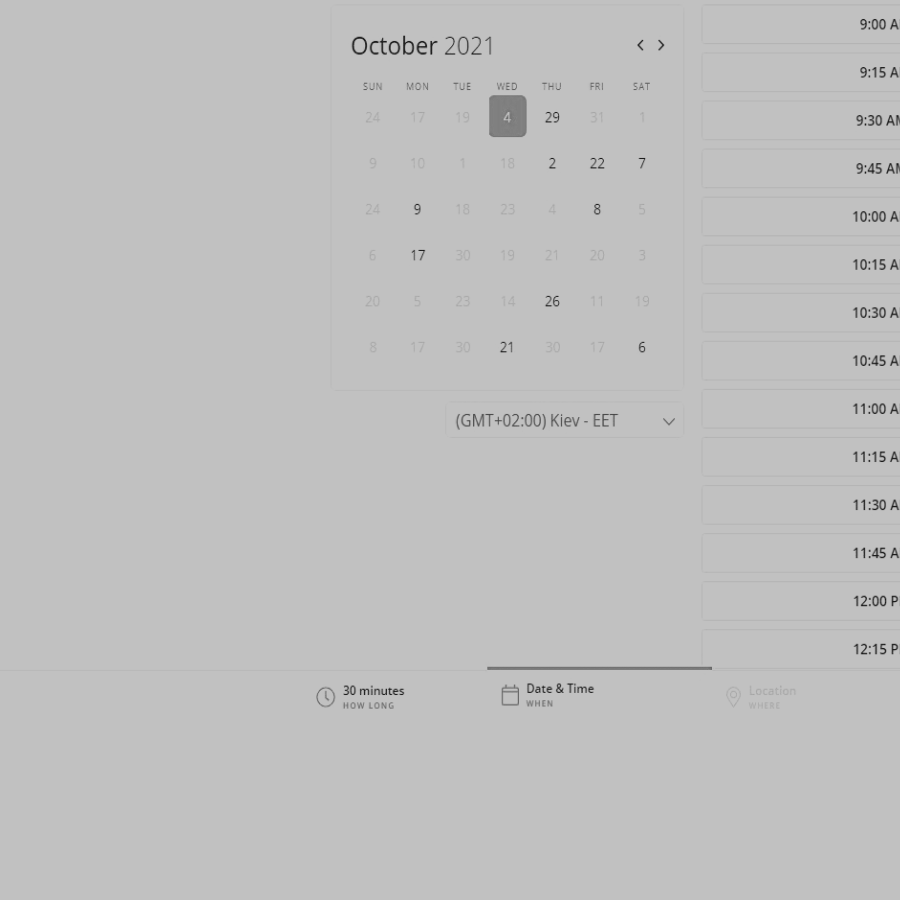 October 2021
SUN MON TUE WED THU FRI SAT
24 17 19 4 29 31 1
9 10 1 18 2 22 7
24 9 18 23 4 8 5
6 17 30 19 21 20 3
20 5 23 14 26 11 19
8 17 30 21 30 17 6
(GMT+02:00) Kiev - EET
9:00 A
9:15 A
9:30 AM
9:45 AM
10:00 A
10:15 A
10:30 A
10:45 A
11:00 A
11:15 A
11:30 A
11:45 A
12:00 P
12:15 P
30 minutes
HOW LONG
Date & Time
WHEN
Location
WHERE